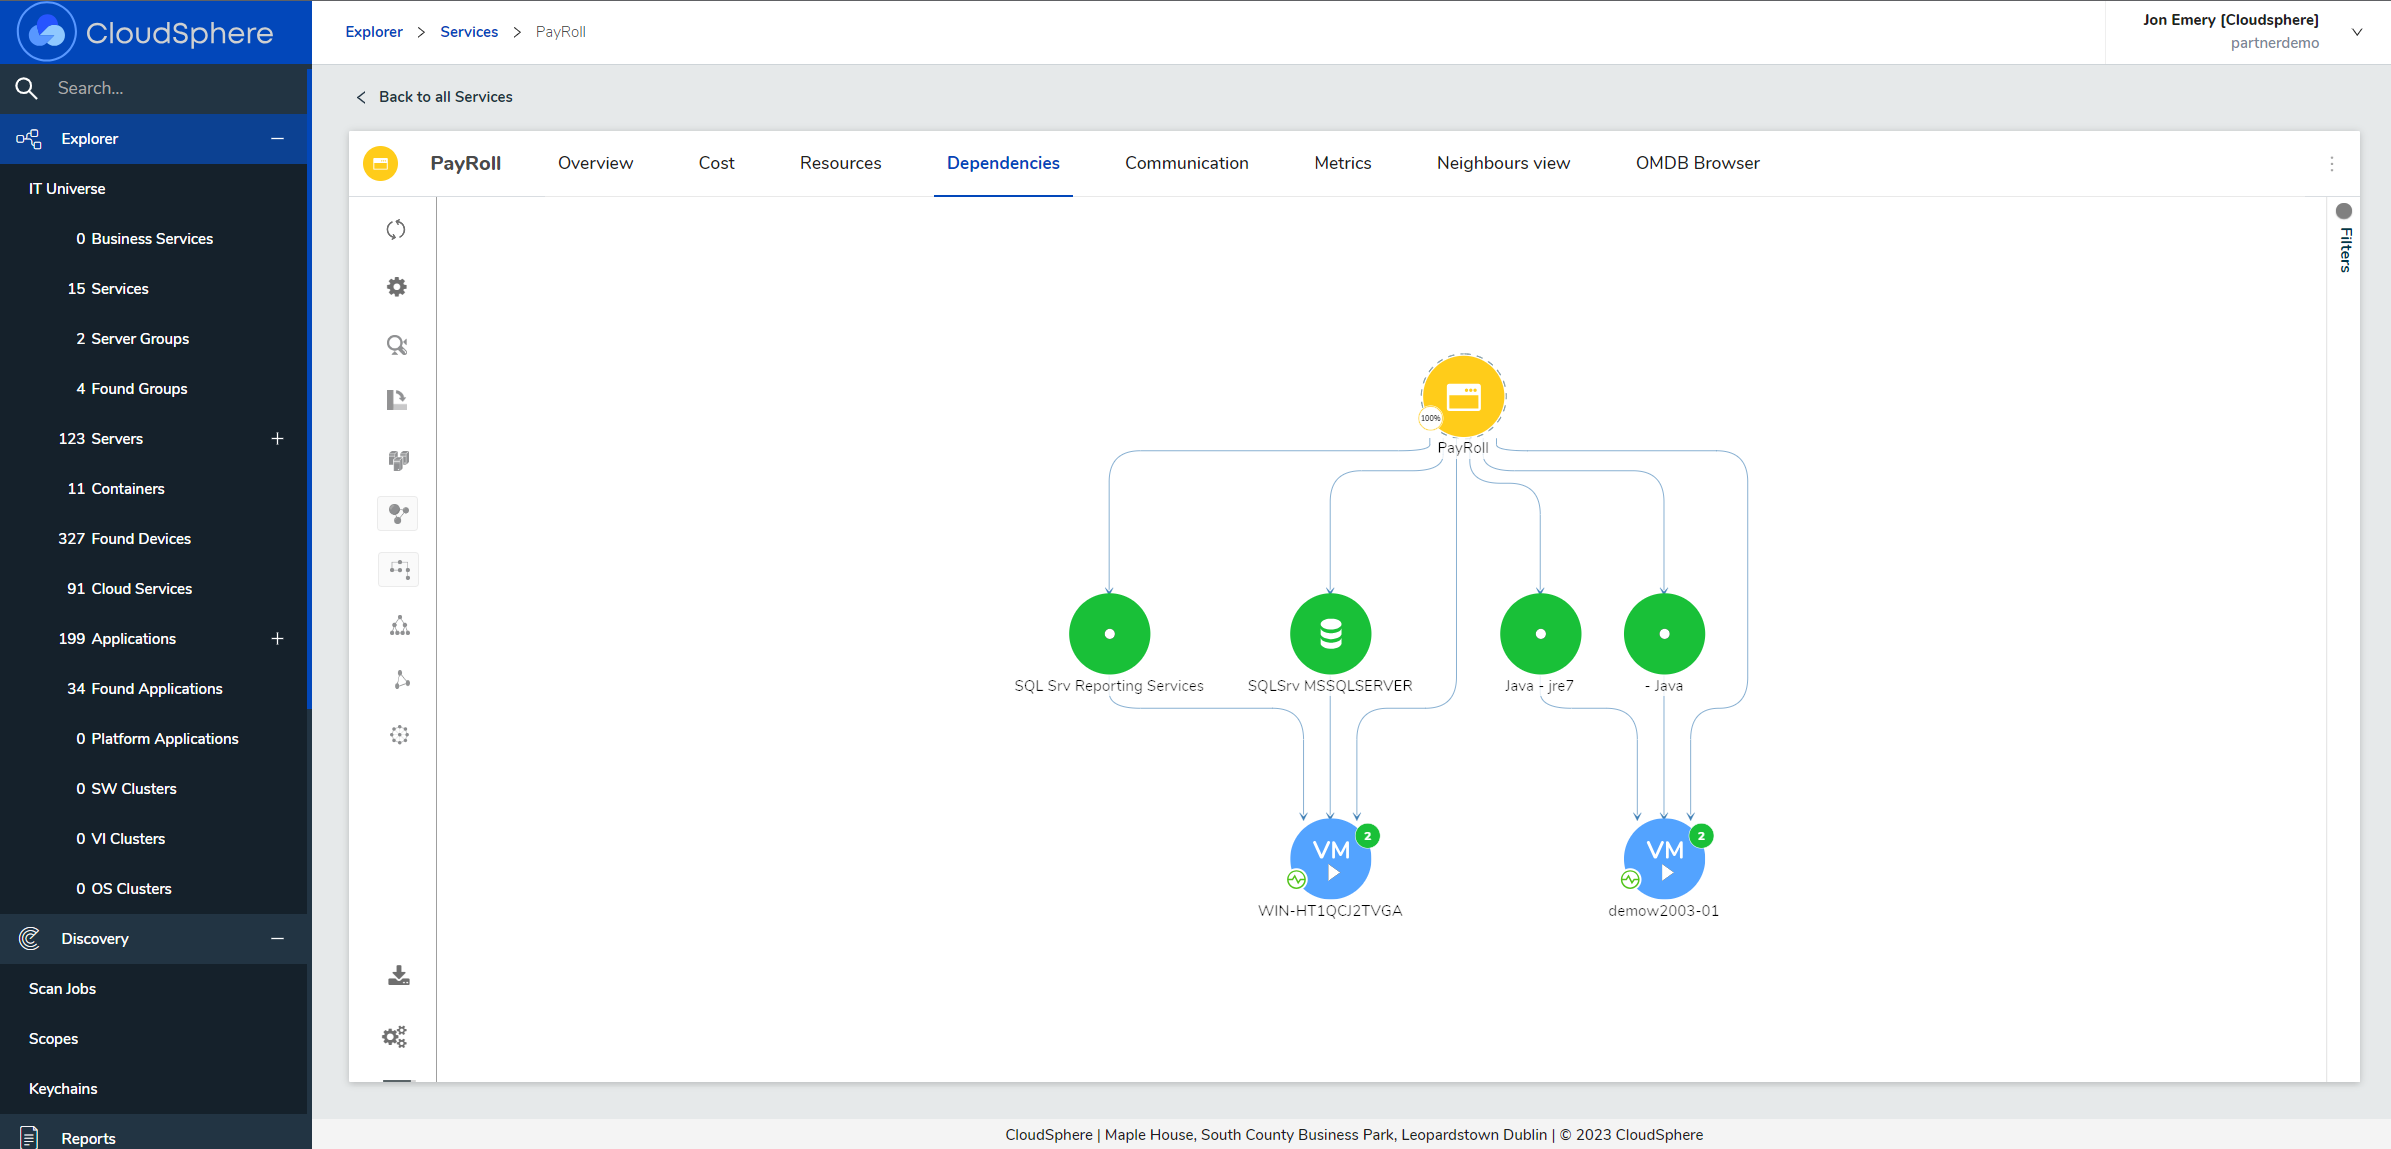 CloudSphere
Explorer > Services > PayRoll
Jon Emery [Cloudsphere]
partnerdemo
Search...
Explorer
IT Universe
0 Business Services
15 Services
2 Server Groups
4 Found Groups
123 Servers
11 Containers
327 Found Devices
91 Cloud Services
199 Applications
34 Found Applications
0 Platform Applications
0 SW Clusters
0 VI Clusters
0 OS Clusters
Discovery
Scan Jobs
Scopes
Keychains
Reports
Back to all Services
PayRoll Overview Cost Resources Dependencies Communication Metrics Neighbours view OMDB Browser
Filters
100%
PayRoll
SQL Srv Reporting Services
SQLSrv MSSQLSERVER
Java - jre7
- Java
VM
2
WIN-HT1QCJ2TVGA
VM
2
demow2003-01
CloudSphere | Maple House, South County Business Park, Leopardstown Dublin | © 2023 CloudSphere